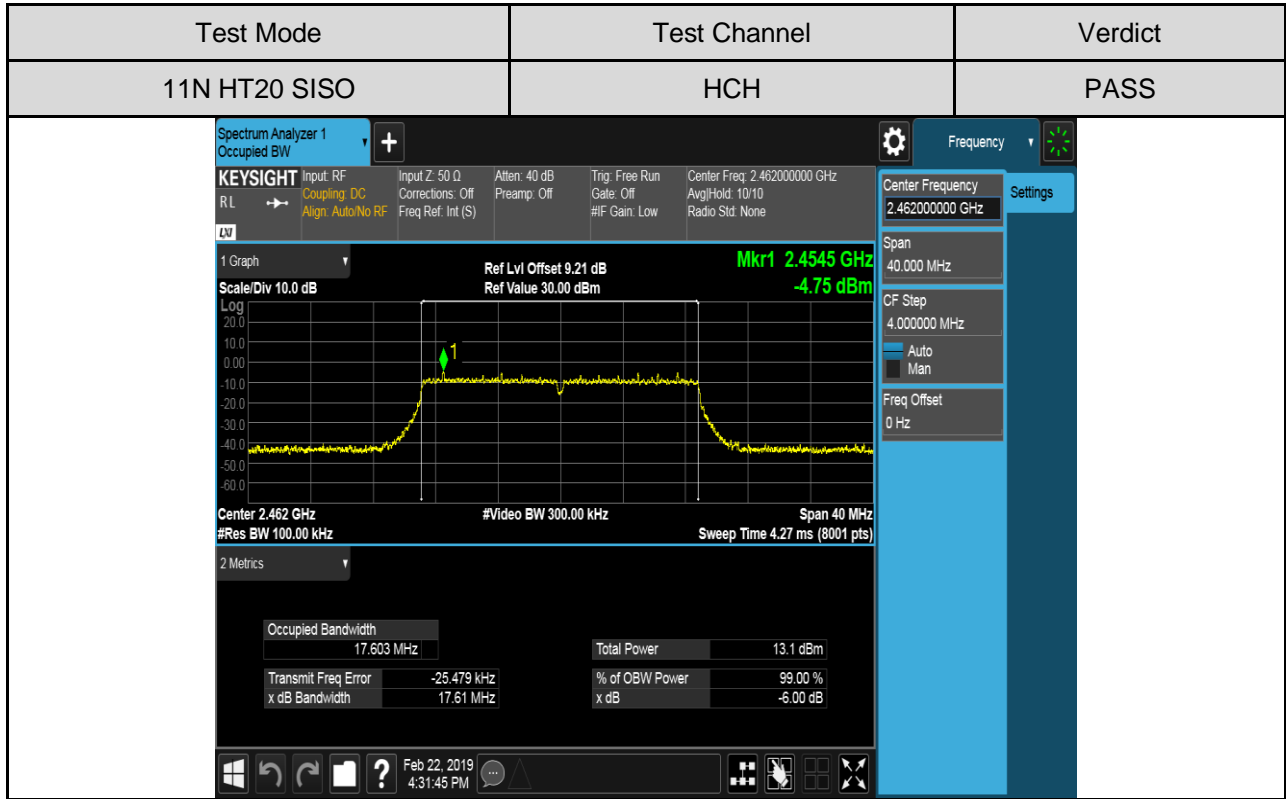 Test Mode Test Channel Verdict
11N HT20 SISO HCH PASS
Spectrum Analyzer 1
Occupied BW
+
Frequency
KEYSIGHT Input: RF Input Z: 50 Ω Atten: 40 dB Trig: Free Run Center Freq: 2.462000000 GHz
RL Coupling: DC Corrections: Off Preamp: Off Gate: Off Avg|Hold: 10/10
Align: Auto/No RF Freq Ref: Int (S) #IF Gain: Low Radio Std: None
LXI
Center Frequency
2.462000000 GHz
Settings
Span
40.000 MHz
CF Step
4.000000 MHz
Auto
Man
Freq Offset
0 Hz
1 Graph
Ref Lvl Offset 9.21 dB
Mkr1 2.4545 GHz
Scale/Div 10.0 dB
Ref Value 30.00 dBm
-4.75 dBm
Log
20.0
10.0
1
0.00
-10.0
-20.0
-30.0
-40.0
-50.0
-60.0
Center 2.462 GHz #Video BW 300.00 kHz Span 40 MHz
#Res BW 100.00 kHz Sweep Time 4.27 ms (8001 pts)
2 Metrics
Occupied Bandwidth
17.603 MHz
Total Power 13.1 dBm
Transmit Freq Error -25.479 kHz % of OBW Power 99.00 %
x dB Bandwidth 17.61 MHz x dB -6.00 dB
?
Feb 22, 2019
4:31:45 PM